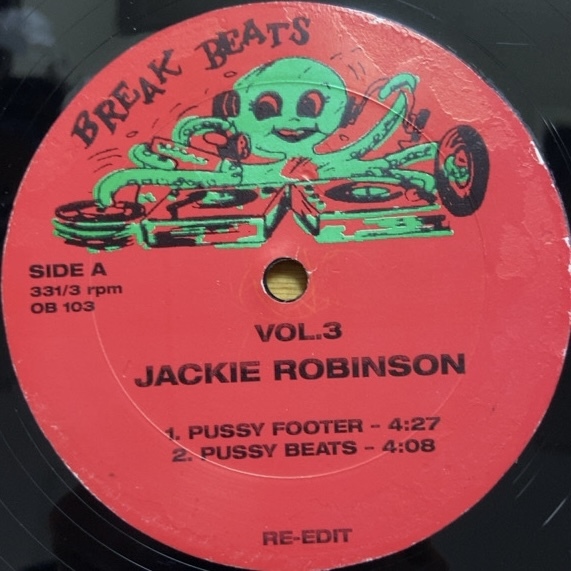 BREAK BEATS
SIDE A
331/3 rpm
OB 103
VOL.3
JACKIE ROBINSON
1. PUSSY FOOTER – 4:27
2. PUSSY BEATS – 4:08
RE-EDIT